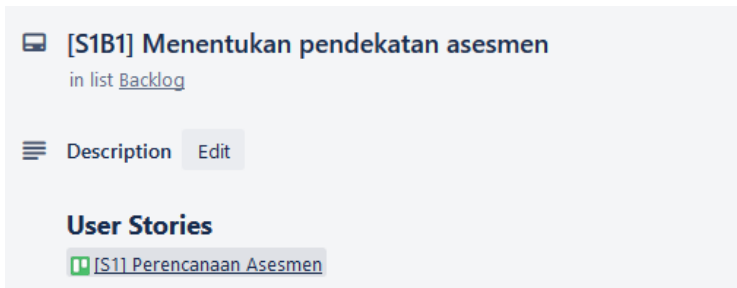 [S1B1] Menentukan pendekatan asesmen
in list Backlog
Description Edit
User Stories
[S1] Perencanaan Asesmen